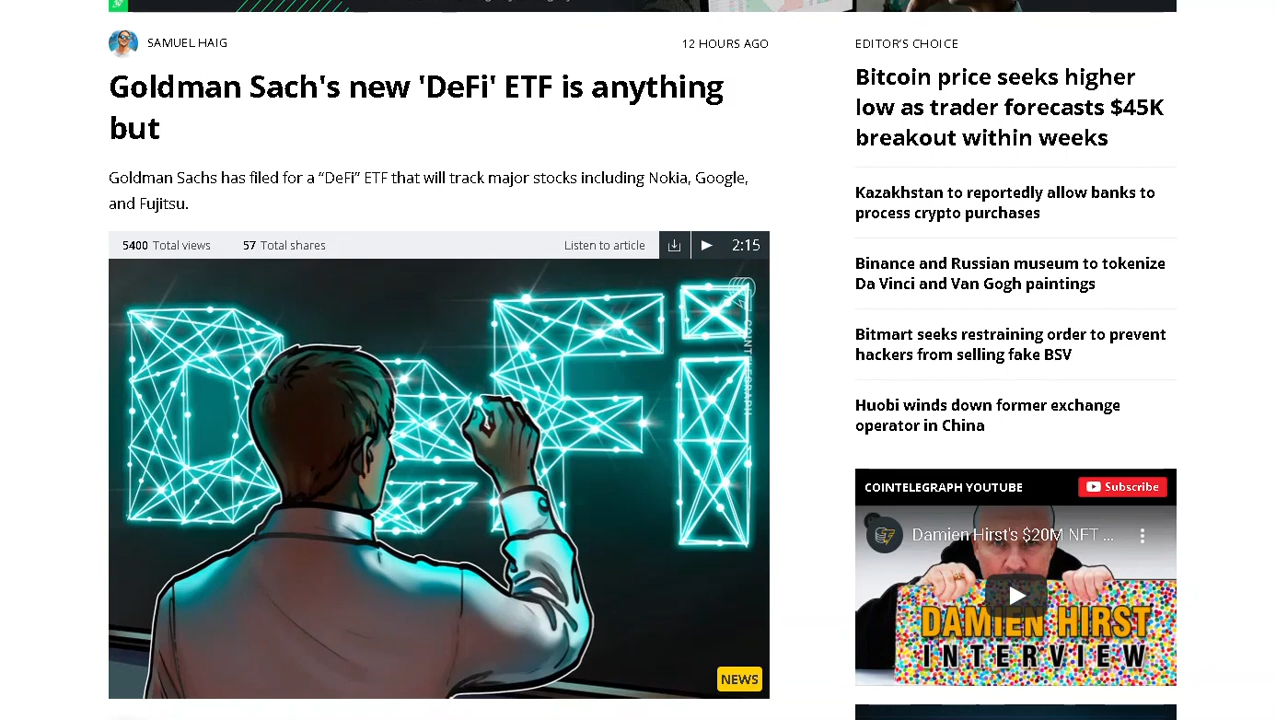 SAMUEL HAIG
12 HOURS AGO
Goldman Sach's new 'DeFi' ETF is anything
but
Goldman Sachs has filed for a “DeFi” ETF that will track major stocks including Nokia, Google,
and Fujitsu.
5400 Total views
57 Total shares
Listen to article
2:15
DeFi
COINTELEGRAPH
NEWS
EDITOR’S CHOICE
Bitcoin price seeks higher
low as trader forecasts $45K
breakout within weeks
Kazakhstan to reportedly allow banks to
process crypto purchases
Binance and Russian museum to tokenize
Da Vinci and Van Gogh paintings
Bitmart seeks restraining order to prevent
hackers from selling fake BSV
Huobi winds down former exchange
operator in China
COINTELEGRAPH YOUTUBE
Subscribe
Damien Hirst's $20M NFT ...
DAMIEN HIRST
INTERVIEW